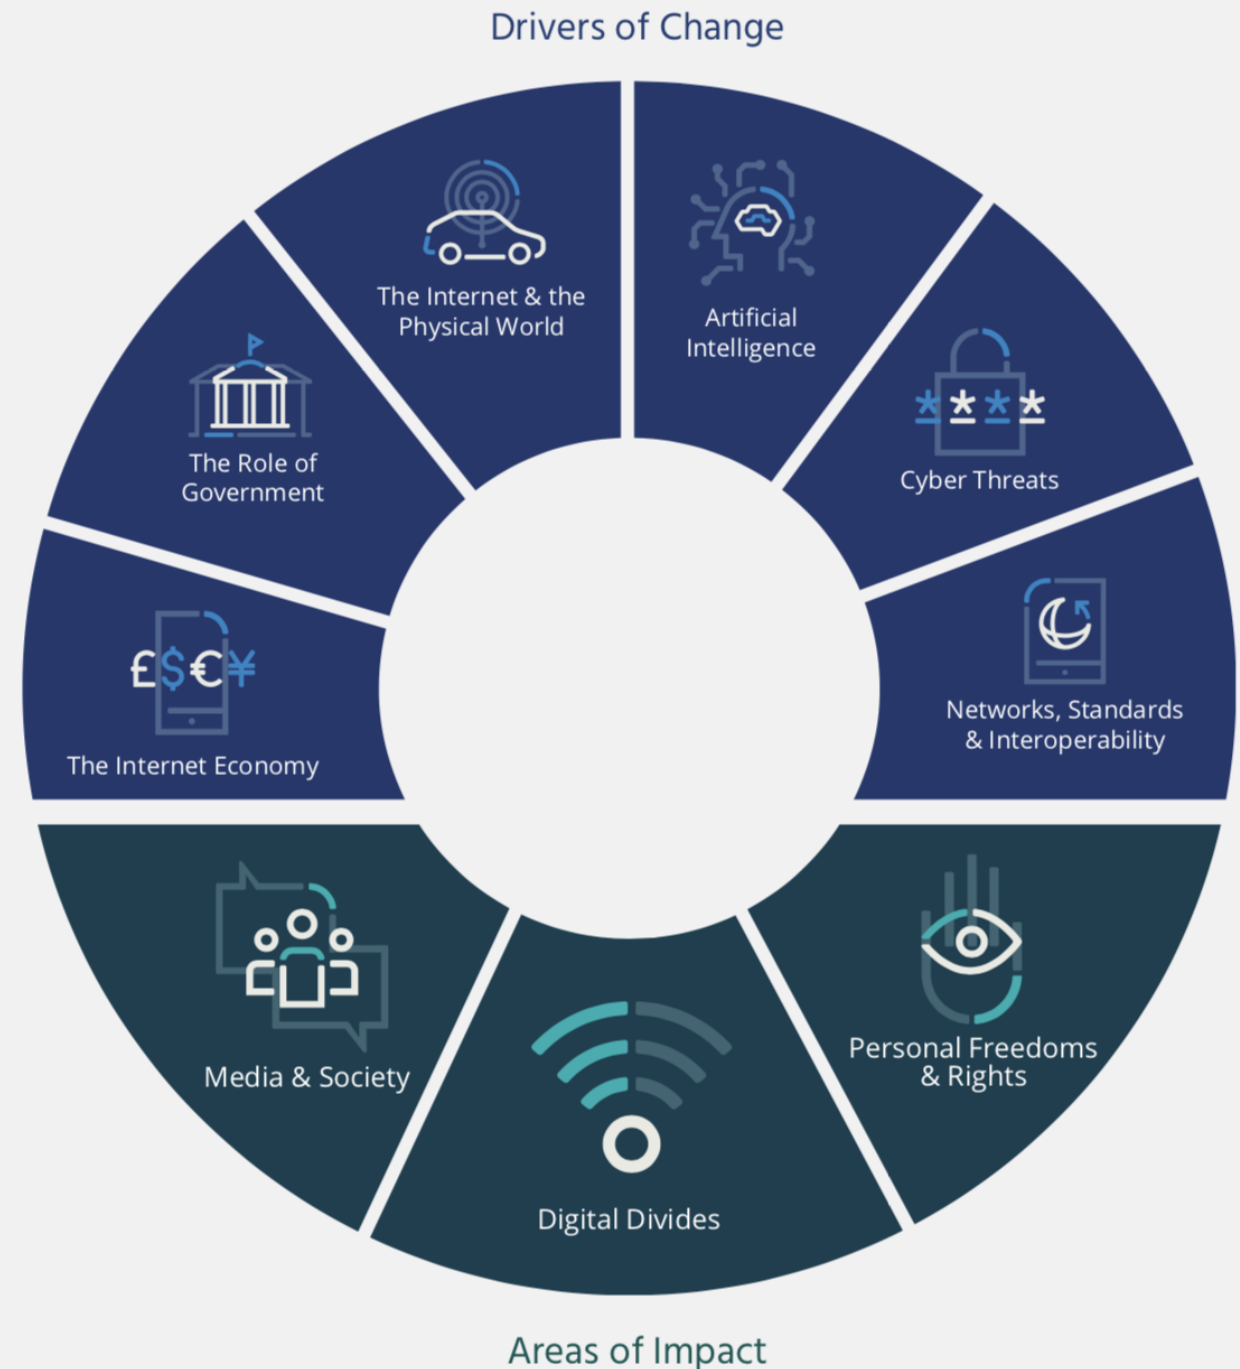 Drivers of Change
The Internet & the
Physical World
Artificial
Intelligence
The Role of
Government
* * * *
Cyber Threats
£$€¥
The Internet Economy
Networks, Standards
& Interoperability
Media & Society
Personal Freedoms
& Rights
Digital Divides
Areas of Impact